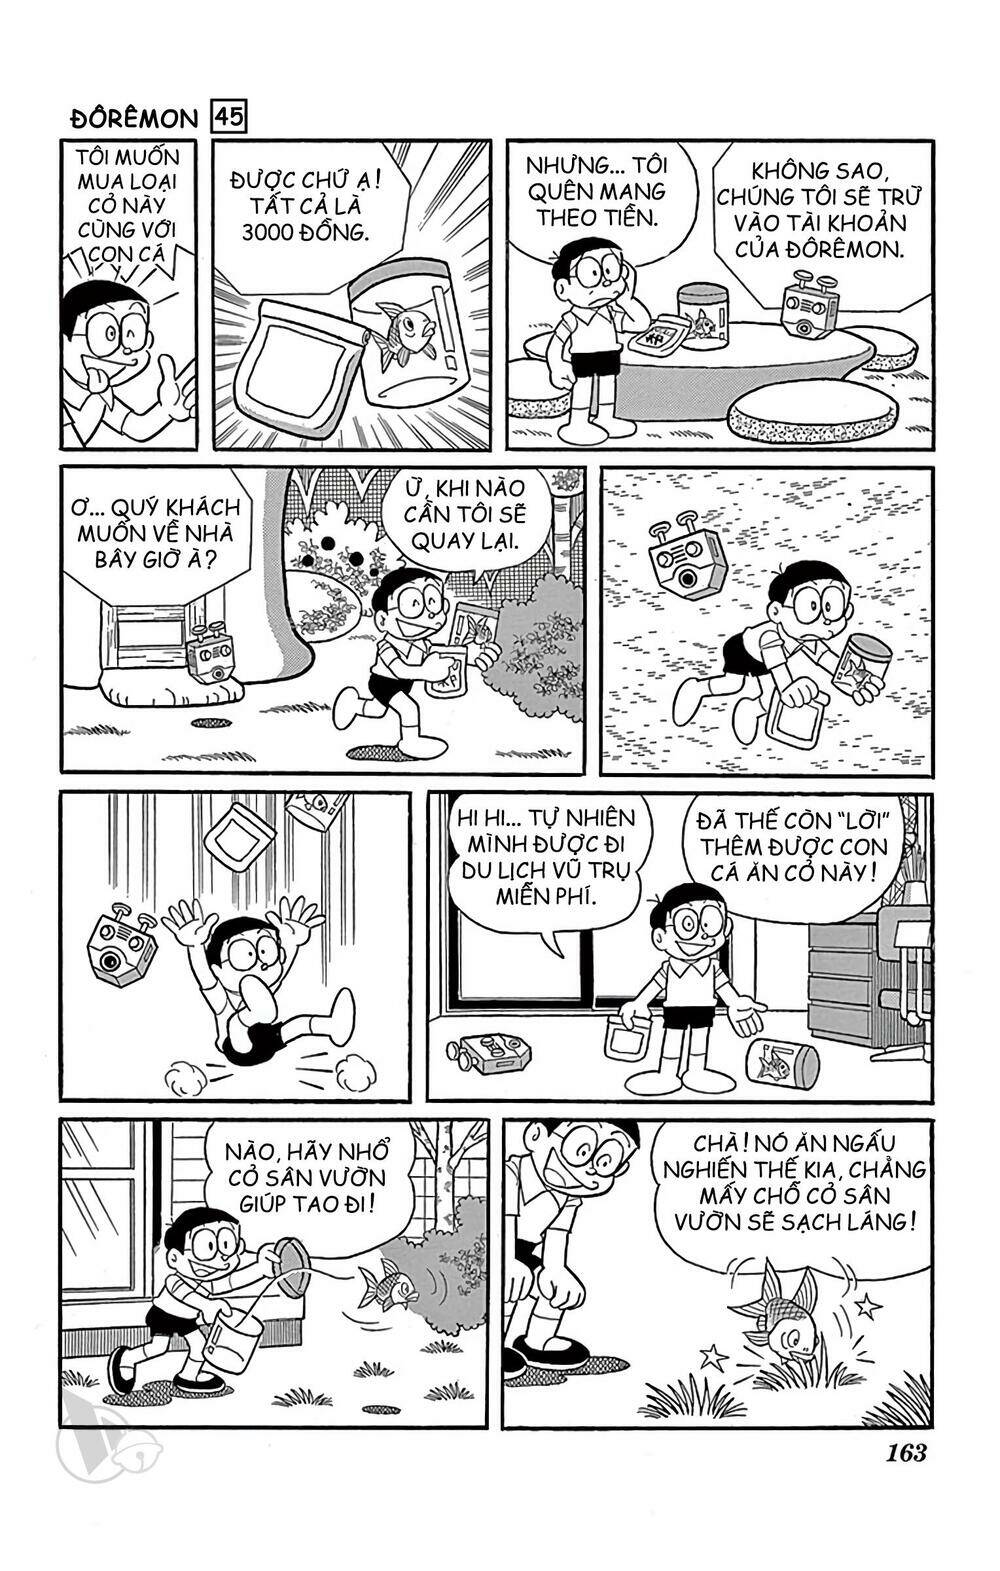 ĐÔRÊMON 45
TÔI MUỐN
MUA LOẠI
CỎ NÀY
CÙNG VỚI
CON CÁ
ĐƯỢC CHỨ Ạ!
TẤT CẢ LÀ
3000 ĐỒNG.
NHƯNG... TÔI
QUÊN MANG
THEO TIỀN.
KHÔNG SAO,
CHÚNG TÔI SẼ TRỪ
VÀO TÀI KHOẢN
CỦA ĐÔRÊMON.
Ơ... QUÝ KHÁCH
MUỐN VỀ NHÀ
BÂY GIỜ À?
Ữ, KHI NÀO
CẦN TÔI SẼ
QUAY LẠI.
HI HI... TỰ NHIÊN
MÌNH ĐƯỢC ĐI
DU LỊCH VŨ TRỤ
MIỄN PHÍ.
ĐÃ THẾ CÒN "LỜI"
THÊM ĐƯỢC CON
CÁ ĂN CỎ NÀY!
NÀO, HÃY NHỔ
CỎ SÂN VƯỜN
GIÚP TAO ĐI!
CHÀ! NÓ ĂN NGẤU
NGHIẾN THẾ KIA, CHẲNG
MẤY CHỖ CỎ SÂN
VƯỜN SẼ SẠCH LÁNG!
163